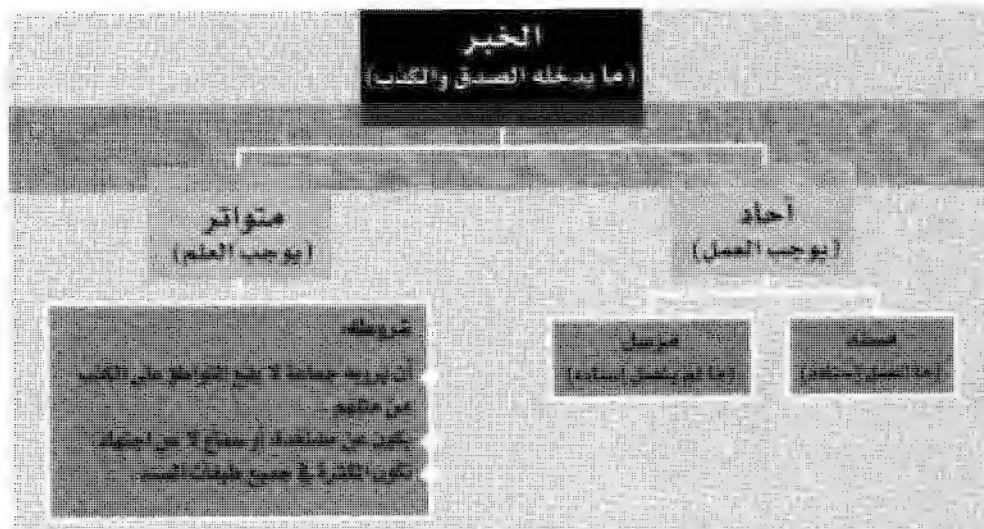 الخبر
(ما يدخله الصدق والكذب)
آحاد
(يوجب العمل)
متواتر
(يوجب العلم)
مسند
(ما اتصل إسناده)
مرسل
(ما لم يتصل إسناده)
شروطه:
أن يرويه جماعة لا يقع التواطؤ على الكذب
من مثلهم
يكون عن مشاهدة أو سماع لا عن اجتهاد
تكون الكثرة في جميع طبقات السند